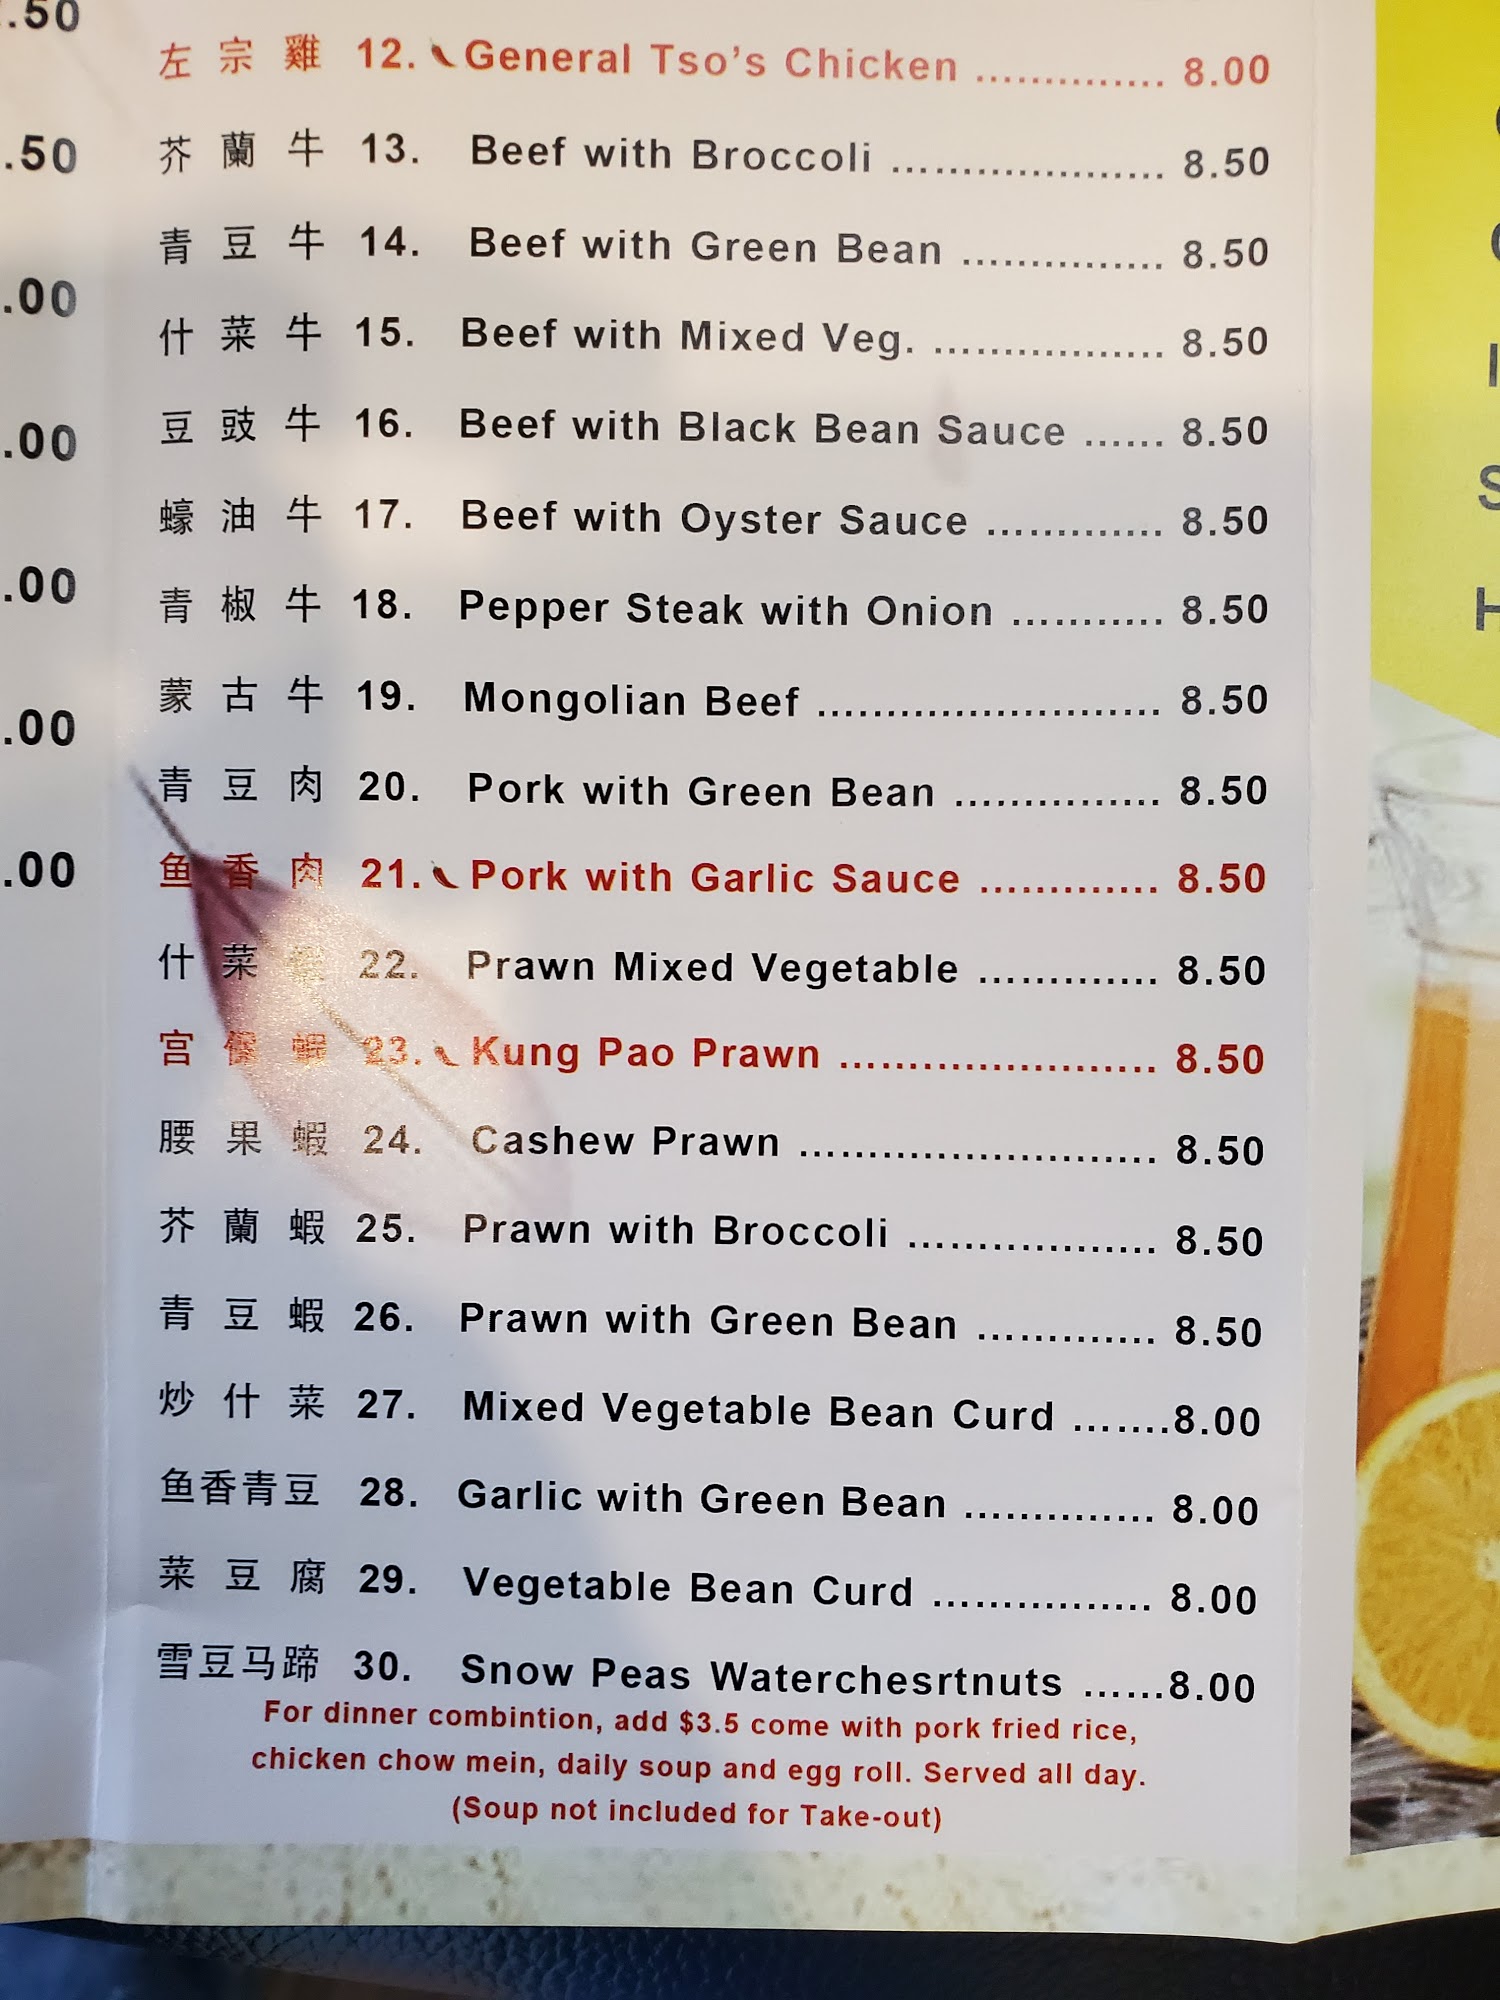 .50
.50
.00
.00
.00
.00
.00
左宗雞 12. General Tso's Chicken .............. 8.00
芥蘭牛 13. Beef with Broccoli .................... 8.50
青豆牛 14. Beef with Green Bean ............... 8.50
什菜牛 15. Beef with Mixed Veg. ................. 8.50
豆豉牛 16. Beef with Black Bean Sauce ...... 8.50
蠔油牛 17. Beef with Oyster Sauce ............. 8.50
青椒牛 18. Pepper Steak with Onion ........... 8.50
蒙古牛 19. Mongolian Beef ......................... 8.50
青豆肉 20. Pork with Green Bean ............... 8.50
鱼香肉 21. Pork with Garlic Sauce ............. 8.50
什菜 22. Prawn Mixed Vegetable ............. 8.50
宫保蝦 23. Kung Pao Prawn ....................... 8.50
腰果蝦 24. Cashew Prawn .......................... 8.50
芥蘭蝦 25. Prawn with Broccoli .................. 8.50
青豆蝦 26. Prawn with Green Bean ............. 8.50
炒什菜 27. Mixed Vegetable Bean Curd .......8.00
鱼香青豆 28. Garlic with Green Bean .............. 8.00
菜豆腐 29. Vegetable Bean Curd ................ 8.00
雪豆马蹄 30. Snow Peas Waterchesrtnuts ......8.00
For dinner combintion, add $3.5 come with pork fried rice,
chicken chow mein, daily soup and egg roll. Served all day.
(Soup not included for Take-out)